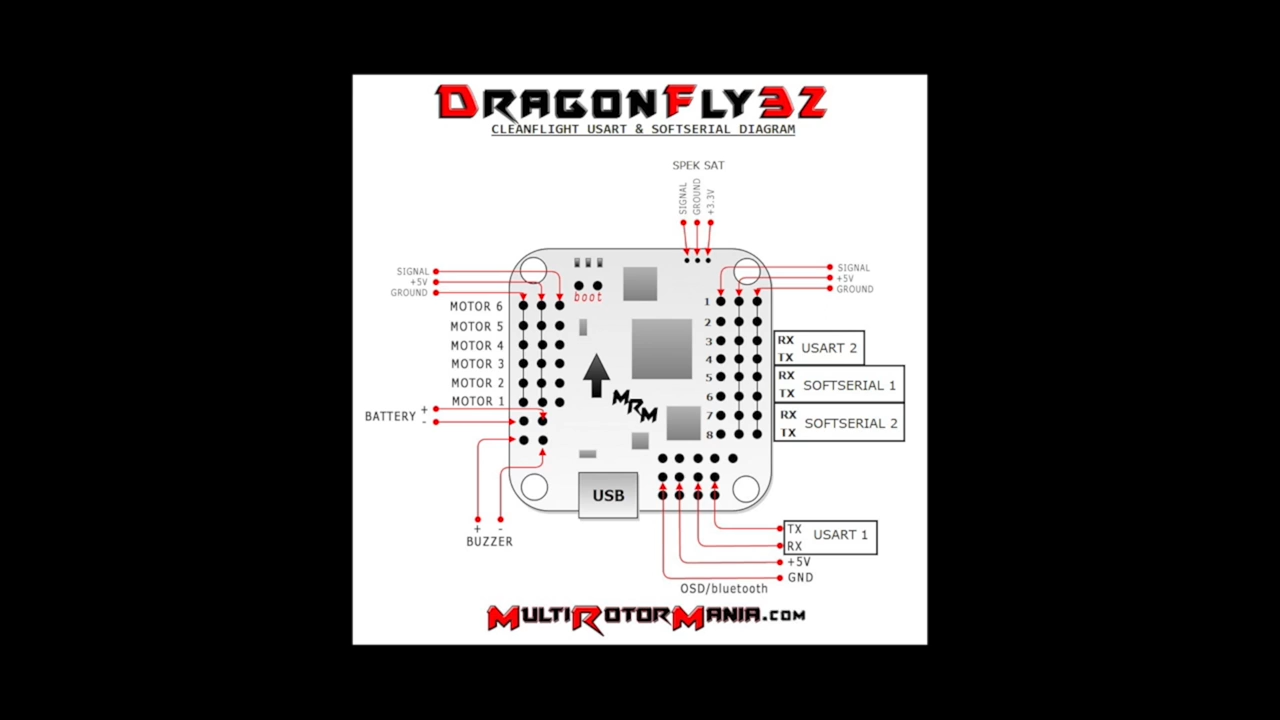 DRAGONFLY32
CLEANFLIGHT USART & SOFTSERIAL DIAGRAM
SPEK SAT
SIGNAL
GROUND
+3.3V
SIGNAL
+5V
GROUND
SIGNAL
+5V
GROUND
boot
MOTOR 6
MOTOR 5
MOTOR 4
MOTOR 3
MOTOR 2
MOTOR 1
1
2
3
4
5
6
7
8
RX
TX
USART 2
RX
TX
SOFTSERIAL 1
RX
TX
SOFTSERIAL 2
MRM
BATTERY
+
-
USB
+ -
BUZZER
TX
RX
USART 1
+5V
GND
OSD/bluetooth
MULTIROTORMANIA.COM